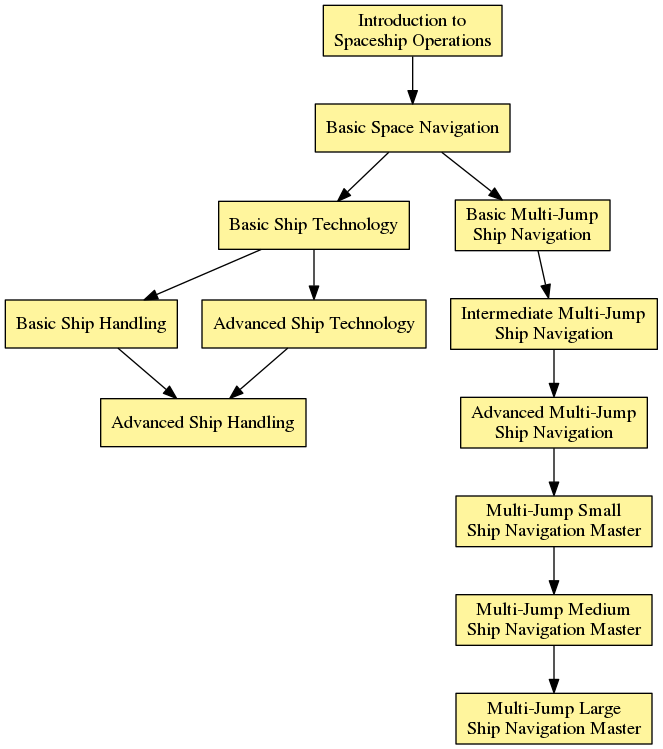 Introduction to
Spaceship Operations
Basic Space Navigation
Basic Ship Technology
Basic Multi-Jump
Ship Navigation
Basic Ship Handling
Advanced Ship Technology
Intermediate Multi-Jump
Ship Navigation
Advanced Ship Handling
Advanced Multi-Jump
Ship Navigation
Multi-Jump Small
Ship Navigation Master
Multi-Jump Medium
Ship Navigation Master
Multi-Jump Large
Ship Navigation Master